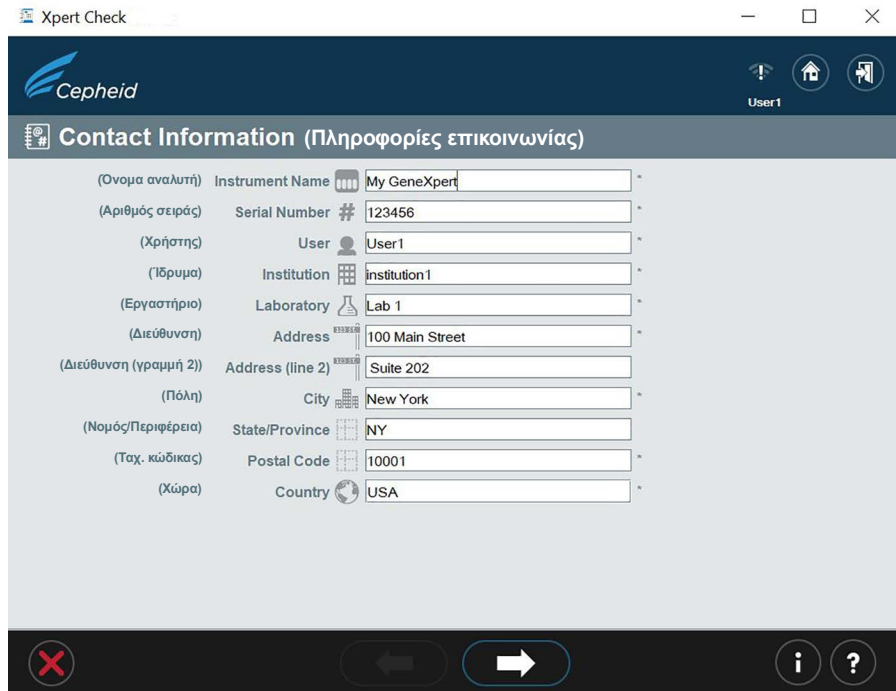 Xpert Check
Cepheid
User1
Contact Information (Πληροφορίες επικοινωνίας)
(Όνομα αναλυτή) Instrument Name My GeneXpert *
(Αριθμός σειράς) Serial Number # 123456 *
(Χρήστης) User User1 *
(Ίδρυμα) Institution institution1 *
(Εργαστήριο) Laboratory Lab 1 *
(Διεύθυνση) Address 100 Main Street *
(Διεύθυνση (γραμμή 2)) Address (line 2) Suite 202
(Πόλη) City New York *
(Νομός/Περιφέρεια) State/Province NY
(Ταχ. κώδικας) Postal Code 10001 *
(Χώρα) Country USA *
i ?